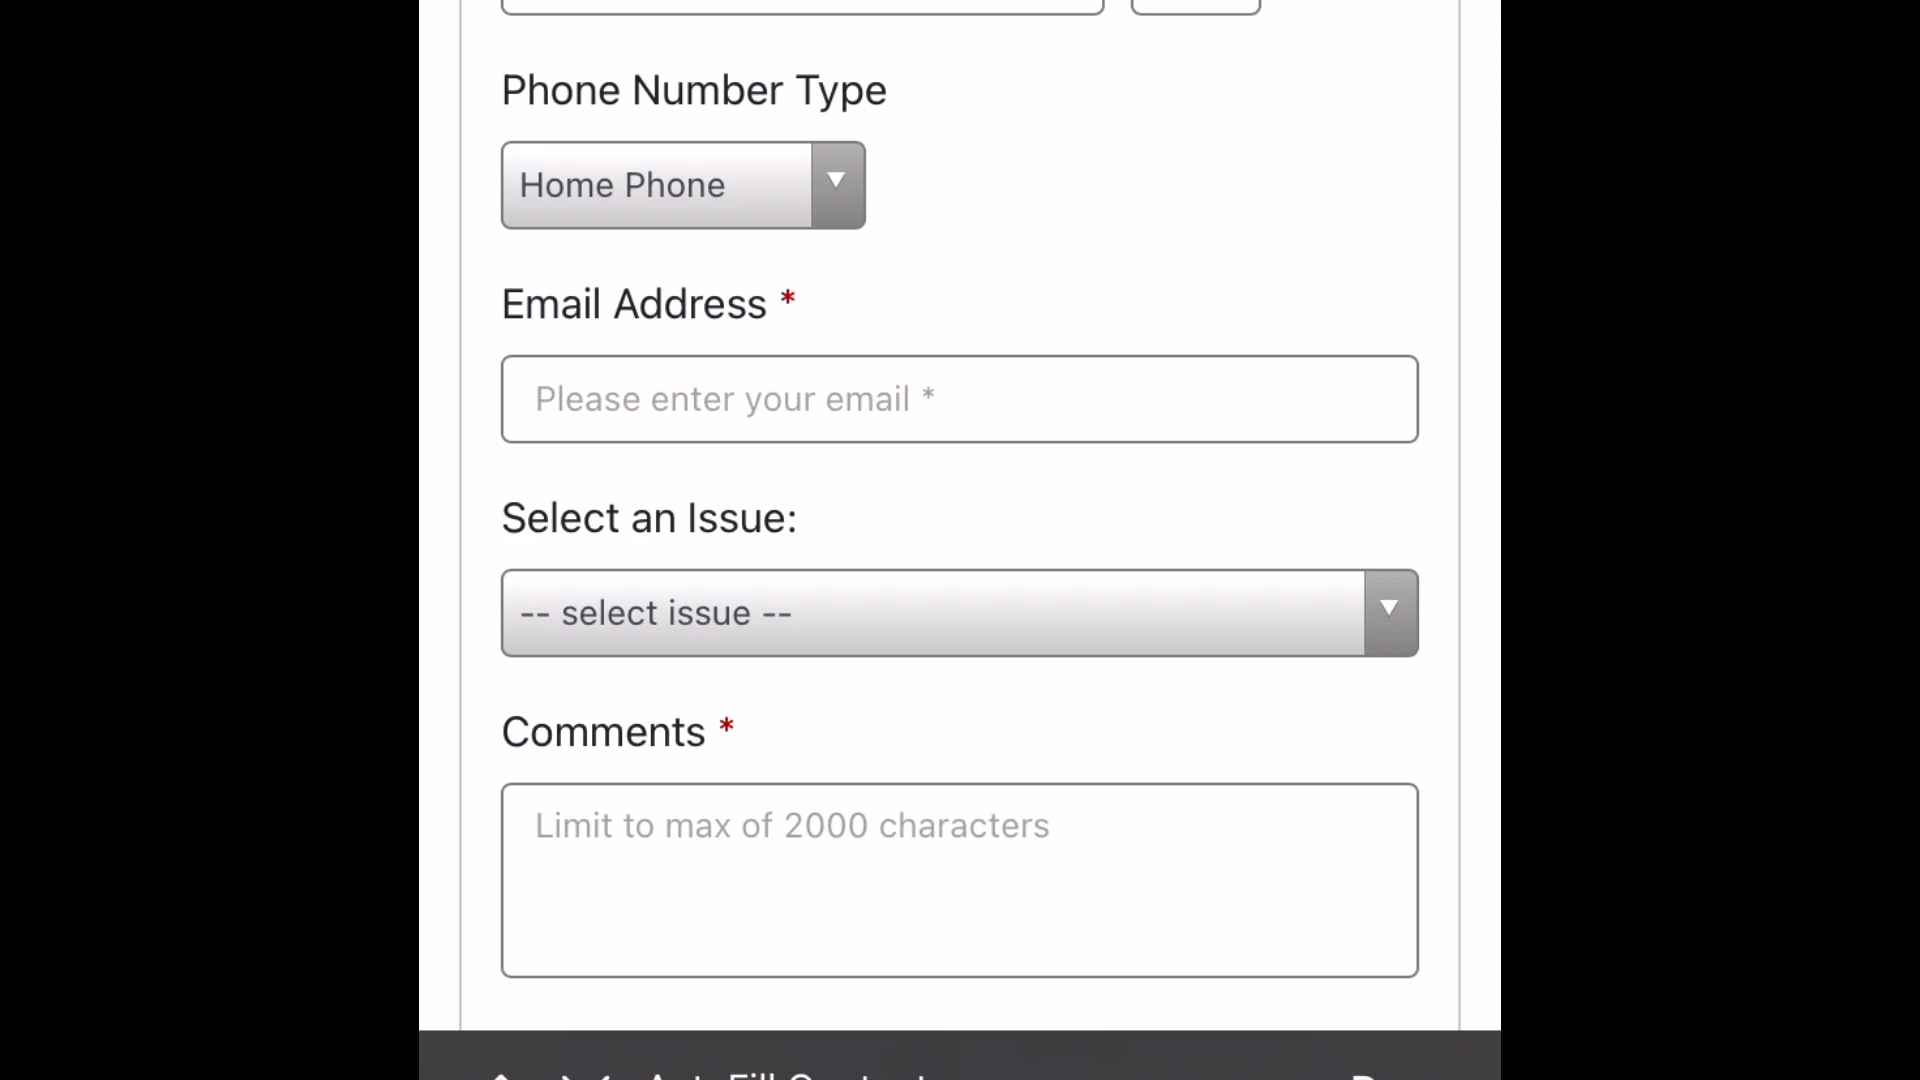 Phone Number Type
Home Phone
Email Address *
Please enter your email *
Select an Issue:
-- select issue --
Comments *
Limit to max of 2000 characters